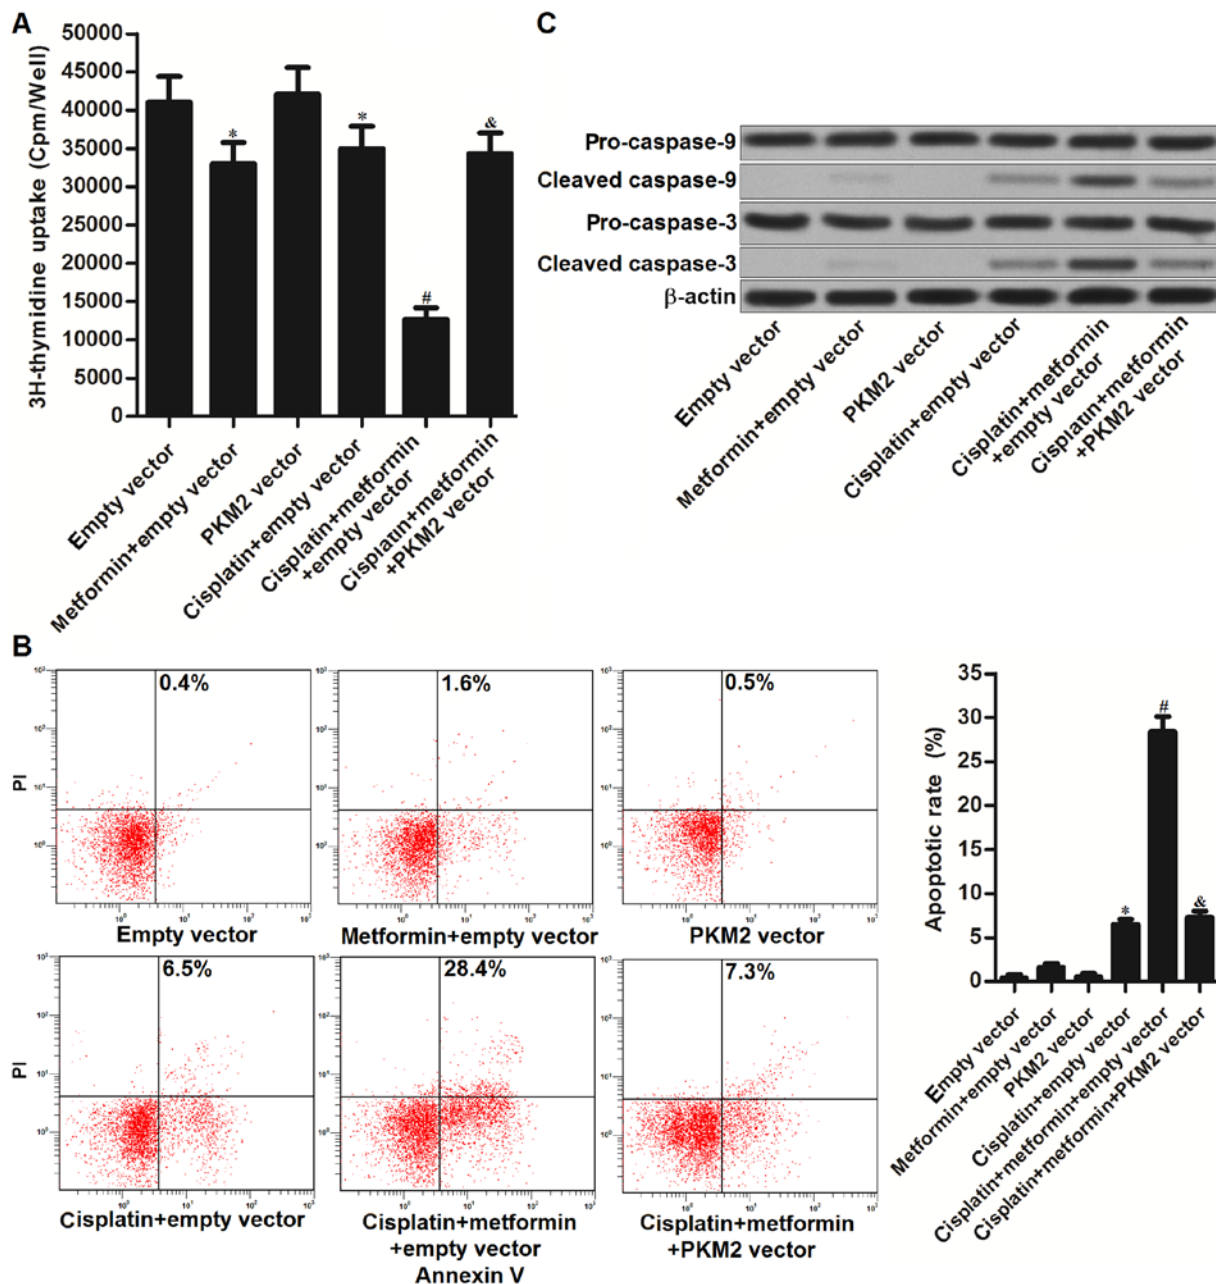 A
3H-thymidine uptake (Cpm/Well)
50000
45000
40000
35000
30000
25000
20000
15000
10000
5000
0
*
*
#
&
Empty vector
Metformin+empty vector
PKM2 vector
Cisplatin+empty vector
Cisplatin+metformin
+empty vector
Cisplatin+metformin
+PKM2 vector
C
Pro-caspase-9
Cleaved caspase-9
Pro-caspase-3
Cleaved caspase-3
β-actin
Empty vector
Metformin+empty vector
PKM2 vector
Cisplatin+empty vector
Cisplatin+metformin
+empty vector
Cisplatin+metformin
+PKM2 vector
B
0.4%
1.6%
0.5%
PI
Empty vector
Metformin+empty vector
PKM2 vector
6.5%
28.4%
7.3%
PI
Cisplatin+empty vector
Cisplatin+metformin
+empty vector
Cisplatin+metformin
+PKM2 vector
Annexin V
Apoptotic rate (%)
35
30
25
20
15
10
5
0
*
#
&
Empty vector
Metformin+empty vector
PKM2 vector
Cisplatin+empty vector
Cisplatin+metformin+empty vector
Cisplatin+metformin+PKM2 vector